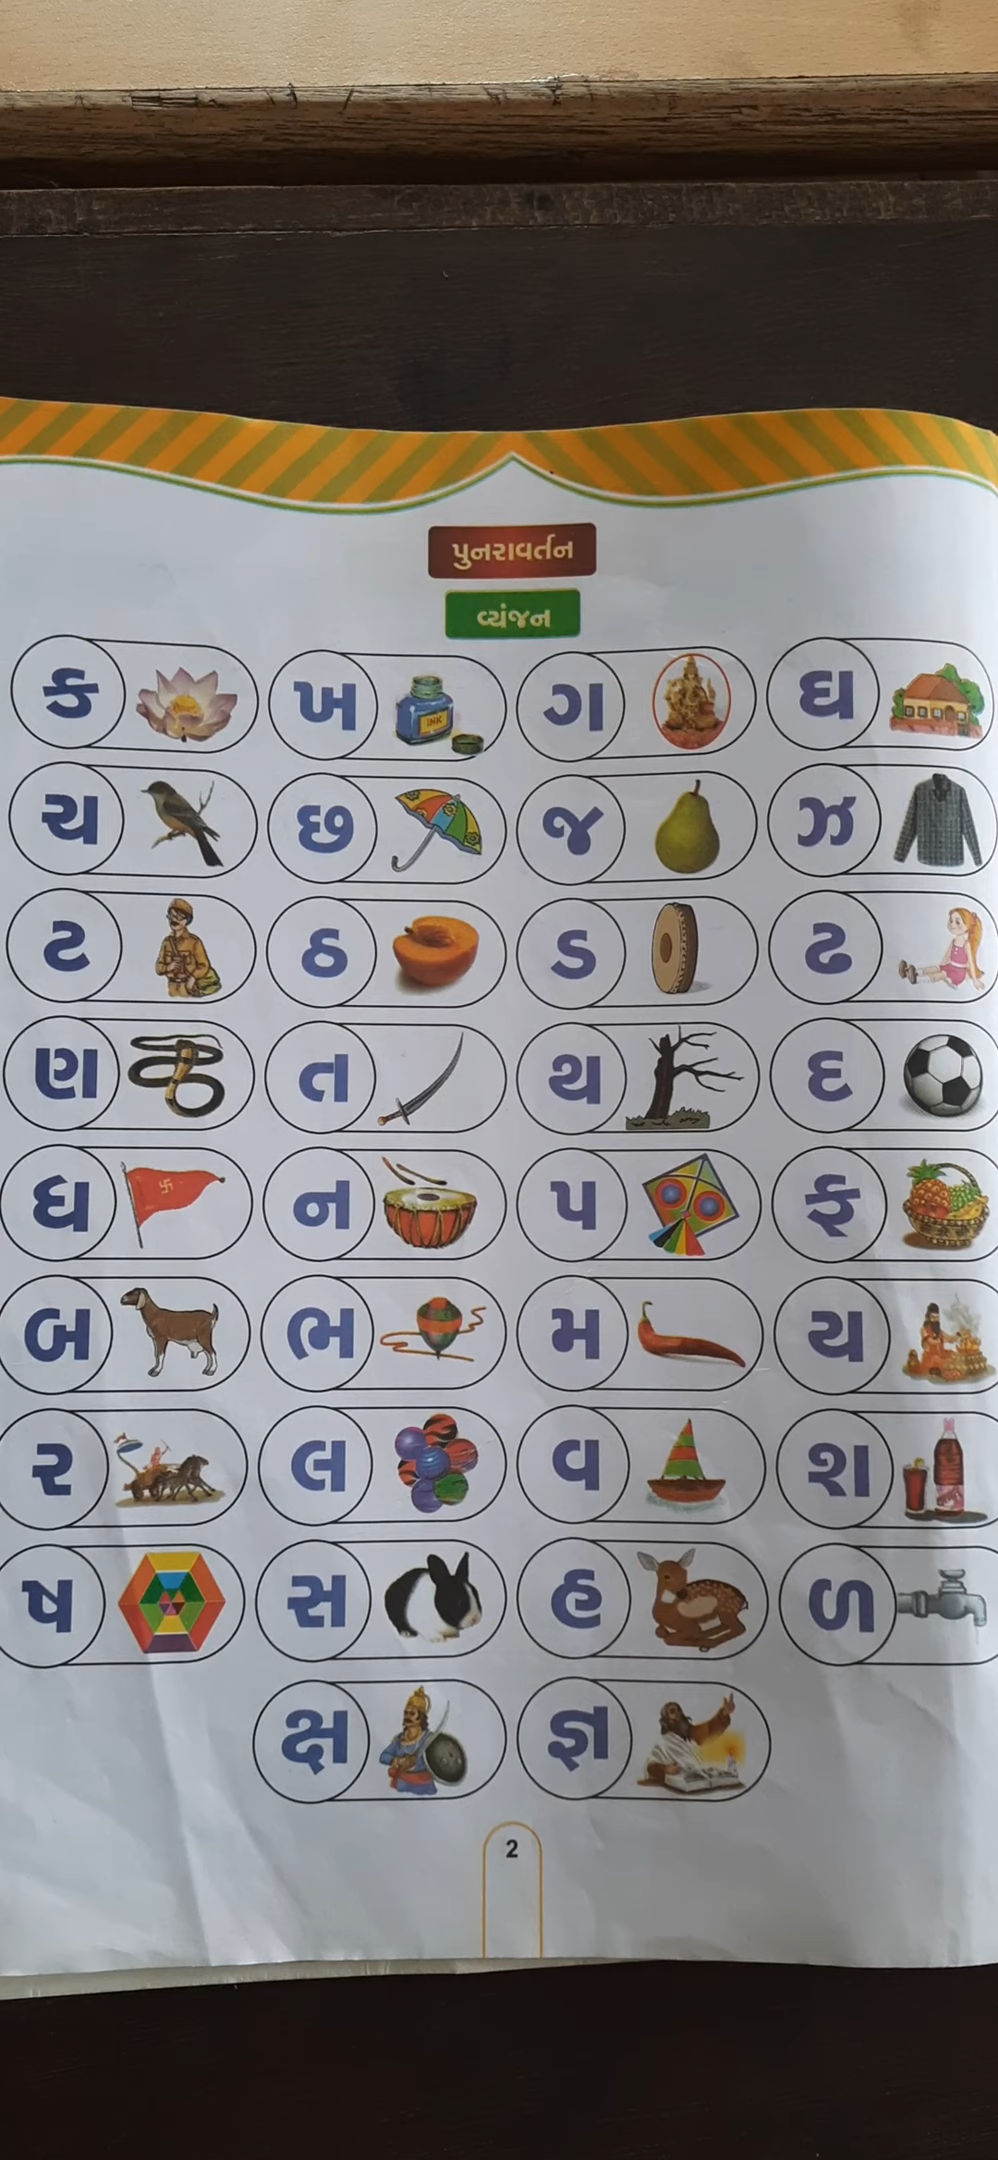 પુનરાવર્તન
વ્યંજન
ક ખ ગ ઘ
INK
ચ છ જ ઝ
ટ ઠ ડ ઢ
ણ ત થ દ
ધ ન પ ફ
બ ભ મ ય
ર લ વ શ
ષ સ હ ળ
ક્ષ જ્ઞ
2